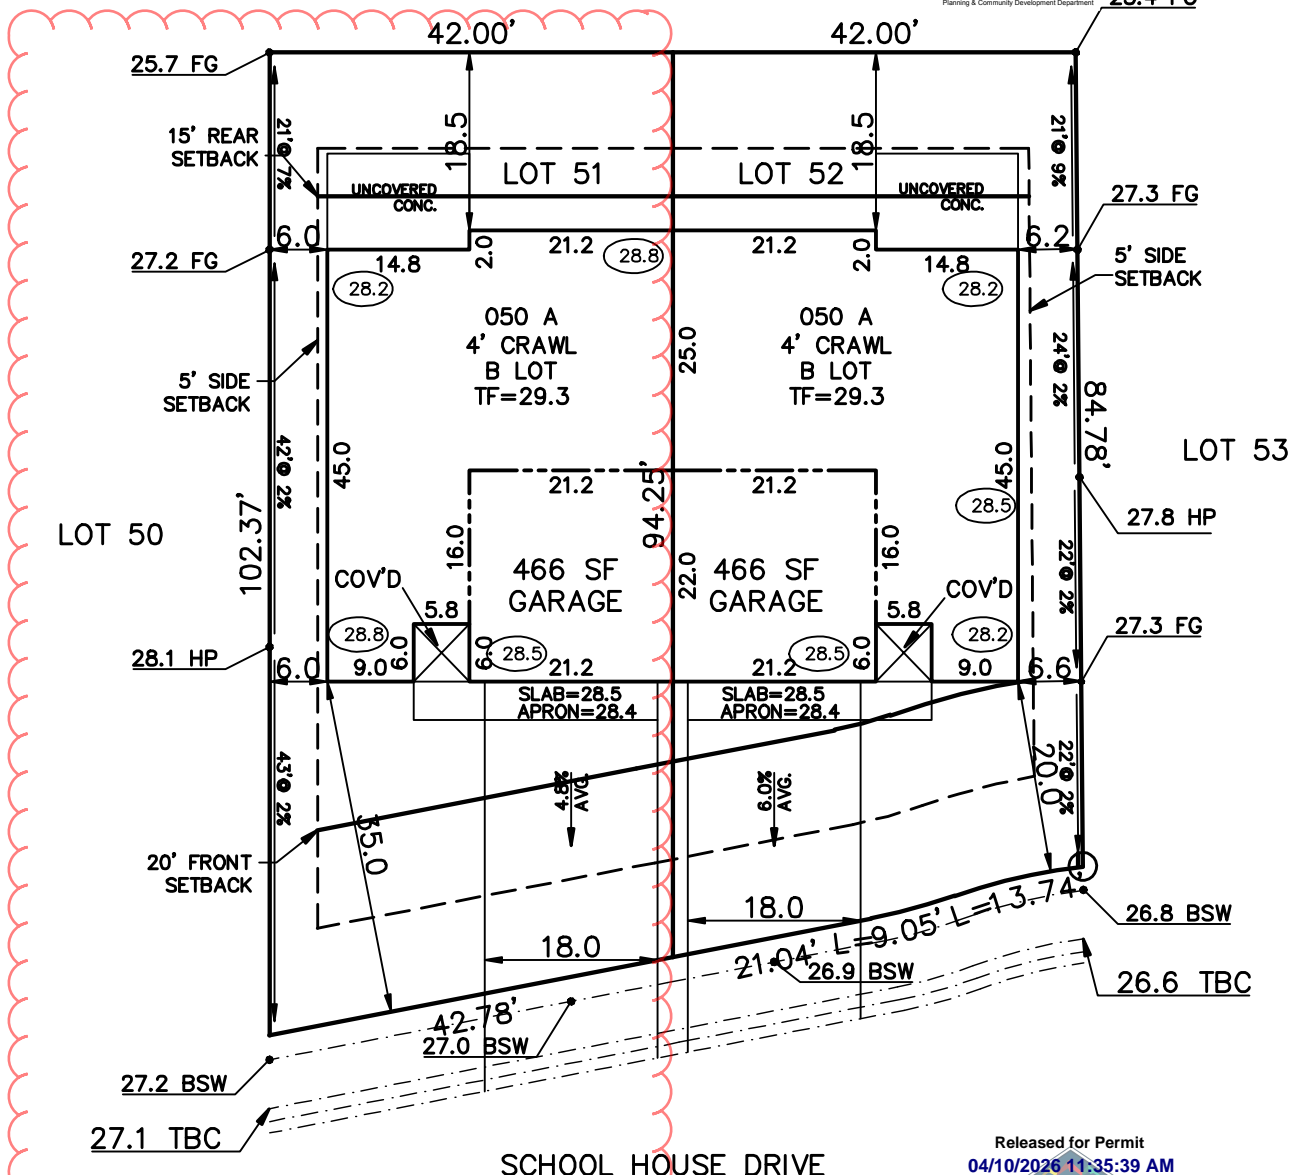 Planning & Community Development Department
42.00'
42.00'
25.7 FG
15' REAR
SETBACK
21'@ 7%
18.5
LOT 51
LOT 52
18.5
21'@ 9%
UNCOVERED
CONC.
UNCOVERED
CONC.
27.3 FG
6.0
27.2 FG
14.8
2.0
21.2
28.8
21.2
2.0
14.8
6.2
5' SIDE
SETBACK
28.2
28.2
050 A
4' CRAWL
B LOT
TF=29.3
25.0
050 A
4' CRAWL
B LOT
TF=29.3
24'@ 2%
84.78'
5' SIDE
SETBACK
LOT 53
42'@ 2%
45.0
45.0
21.2
21.2
94.25'
28.5
27.8 HP
LOT 50
102.37'
16.0
16.0
22'@ 2%
COV'D
466 SF
GARAGE
22.0
466 SF
GARAGE
COV'D
5.8
5.8
28.8
6.0
6.0
28.5
28.5
6.0
28.2
27.3 FG
28.1 HP
6.0
9.0
21.2
21.2
9.0
6.6
SLAB=28.5
APRON=28.4
SLAB=28.5
APRON=28.4
43'@ 2%
4.8%
AVG.
6.0%
AVG.
20.0
22'@ 2%
35.0
20' FRONT
SETBACK
18.0
18.0
21.04'
L=9.05'
L=13.74'
26.8 BSW
26.9 BSW
26.6 TBC
42.78'
27.0 BSW
27.2 BSW
27.1 TBC
SCHOOL HOUSE DRIVE
Released for Permit
04/10/2026 11:35:39 AM